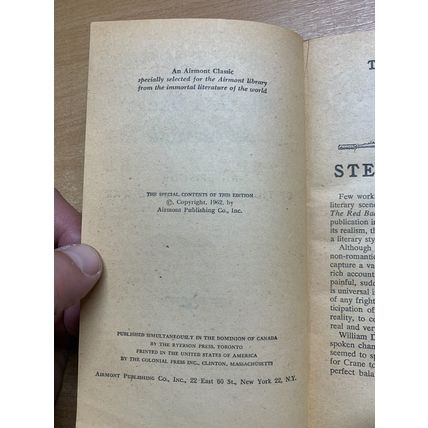 An Airmont Classic
specially selected for the Airmont library
from the immortal literature of the world
THE SPECIAL CONTENTS OF THIS EDITION
© Copyright, 1962, by
Airmont Publishing Co., Inc.
PUBLISHED SIMULTANEOUSLY IN THE DOMINION OF CANADA
BY THE RYERSON PRESS, TORONTO
PRINTED IN THE UNITED STATES OF AMERICA
BY THE COLONIAL PRESS INC., CLINTON, MASSACHUSETTS
AIRMONT PUBLISHING CO., INC., 22 EAST 60 ST., NEW YORK 22, N.Y.
T
STE
Few work
literary scene
The Red Ba
publication in
its realism, th
a literary sty
Although
non-romantic
capture a va
rich account
painful, sudd
is universal i
of any fright
ticipation of
reality, to co
real and very
William D
spoken chan
seemed to sp
for Crane to
perfect bala